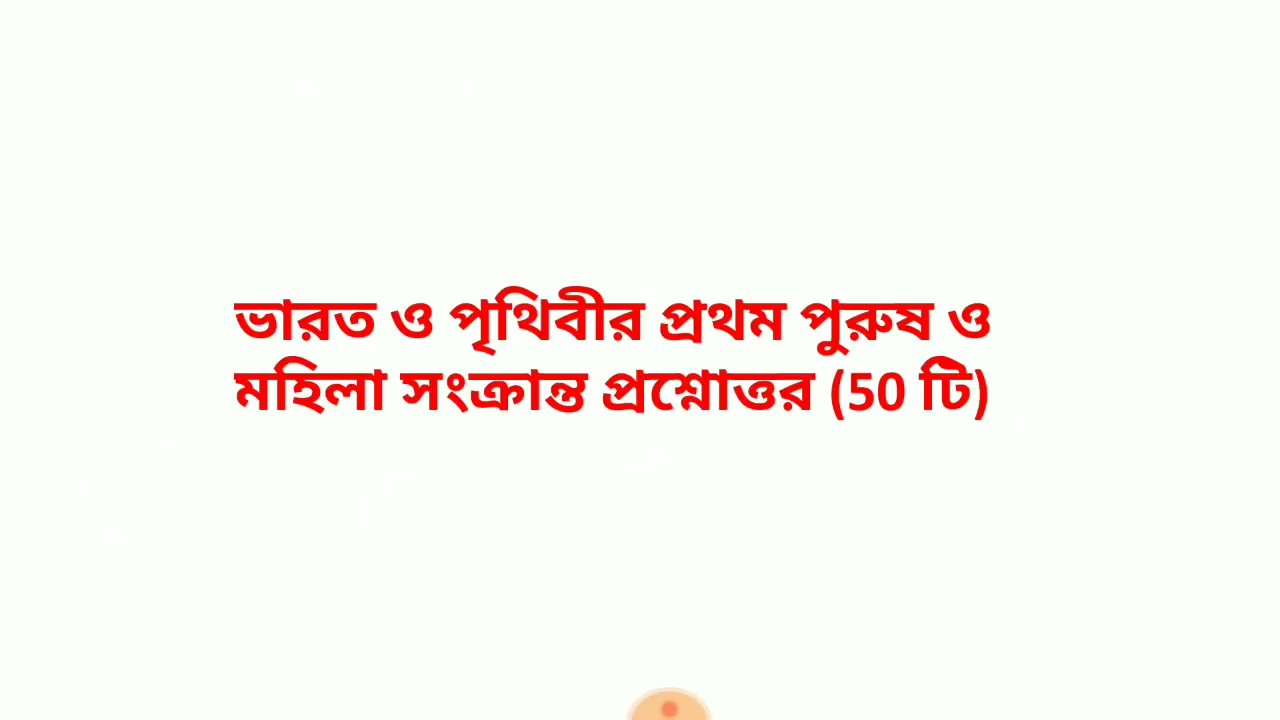 ভারত ও পৃথিবীর প্রথম পুরুষ ও
মহিলা সংক্রান্ত প্রশ্নোত্তর (50 টি)